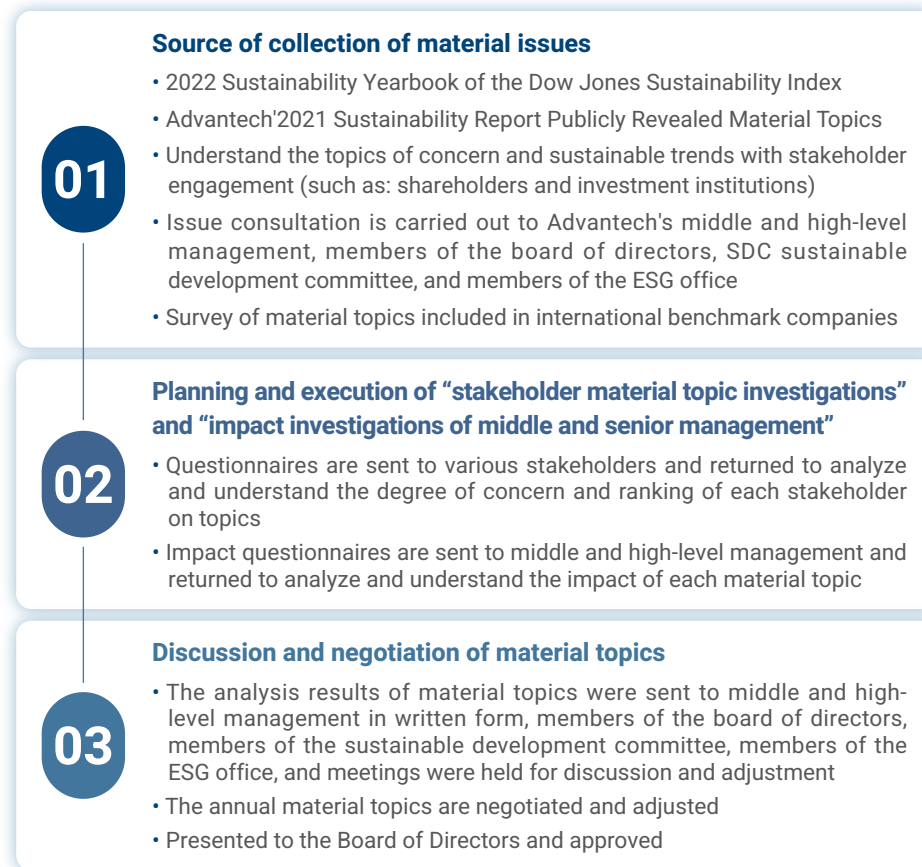 01
Source of collection of material issues
• 2022 Sustainability Yearbook of the Dow Jones Sustainability Index
• Advantech'2021 Sustainability Report Publicly Revealed Material Topics
• Understand the topics of concern and sustainable trends with stakeholder
engagement (such as: shareholders and investment institutions)
• Issue consultation is carried out to Advantech's middle and high-level
management, members of the board of directors, SDC sustainable
development committee, and members of the ESG office
• Survey of material topics included in international benchmark companies
02
Planning and execution of “stakeholder material topic investigations”
and “impact investigations of middle and senior management”
• Questionnaires are sent to various stakeholders and returned to analyze
and understand the degree of concern and ranking of each stakeholder
on topics
• Impact questionnaires are sent to middle and high-level management and
returned to analyze and understand the impact of each material topic
03
Discussion and negotiation of material topics
• The analysis results of material topics were sent to middle and high-
level management in written form, members of the board of directors,
members of the sustainable development committee, members of the
ESG office, and meetings were held for discussion and adjustment
• The annual material topics are negotiated and adjusted
• Presented to the Board of Directors and approved